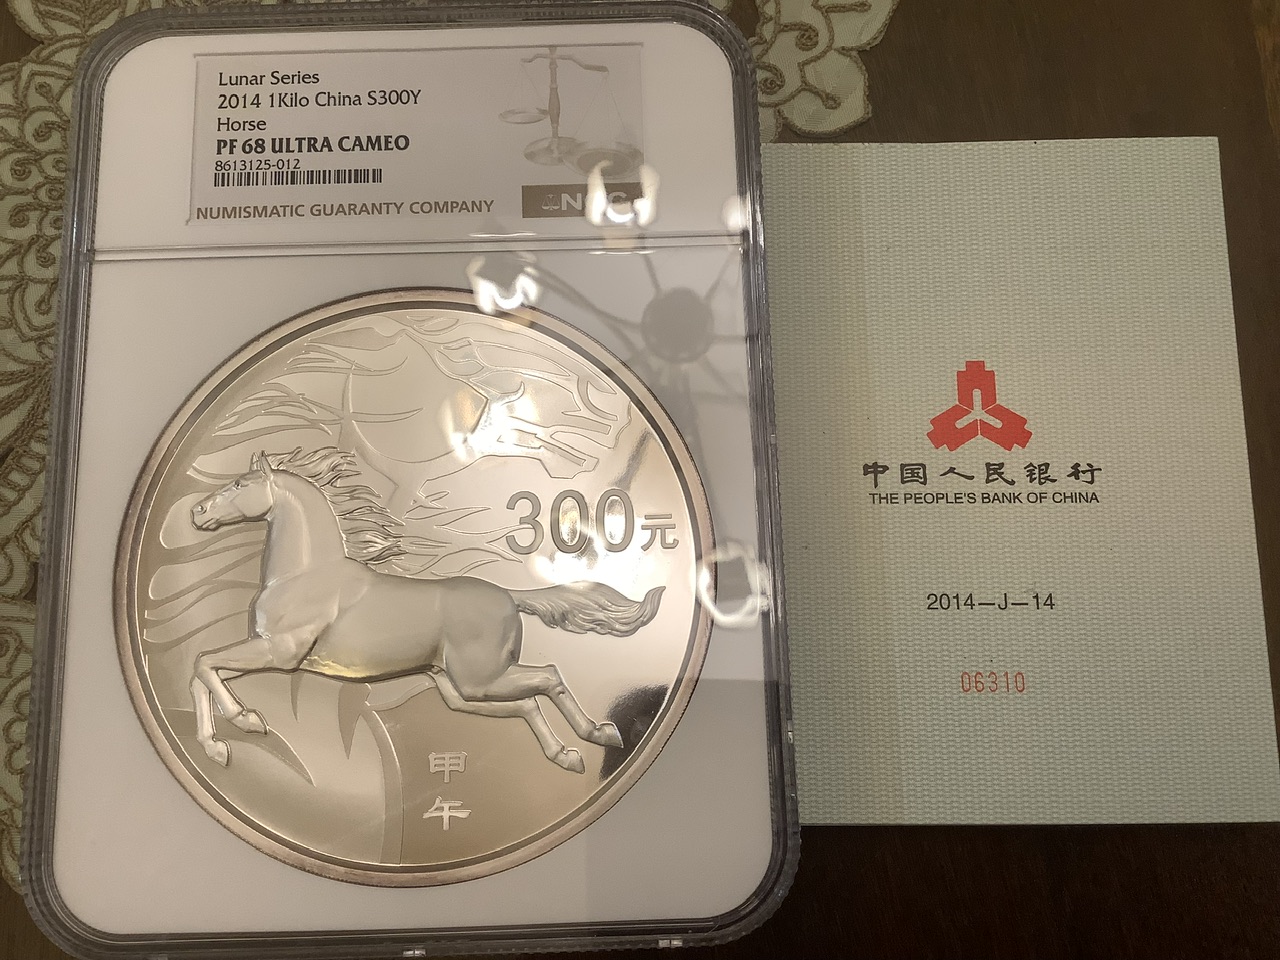 Lunar Series
2014 1Kilo China S300Y
Horse
PF 68 ULTRA CAMEO
8613125-012
NUMISMATIC GUARANTY COMPANY
NGC
300元
甲
午
中国人民银行
THE PEOPLE'S BANK OF CHINA
2014-J-14
06310